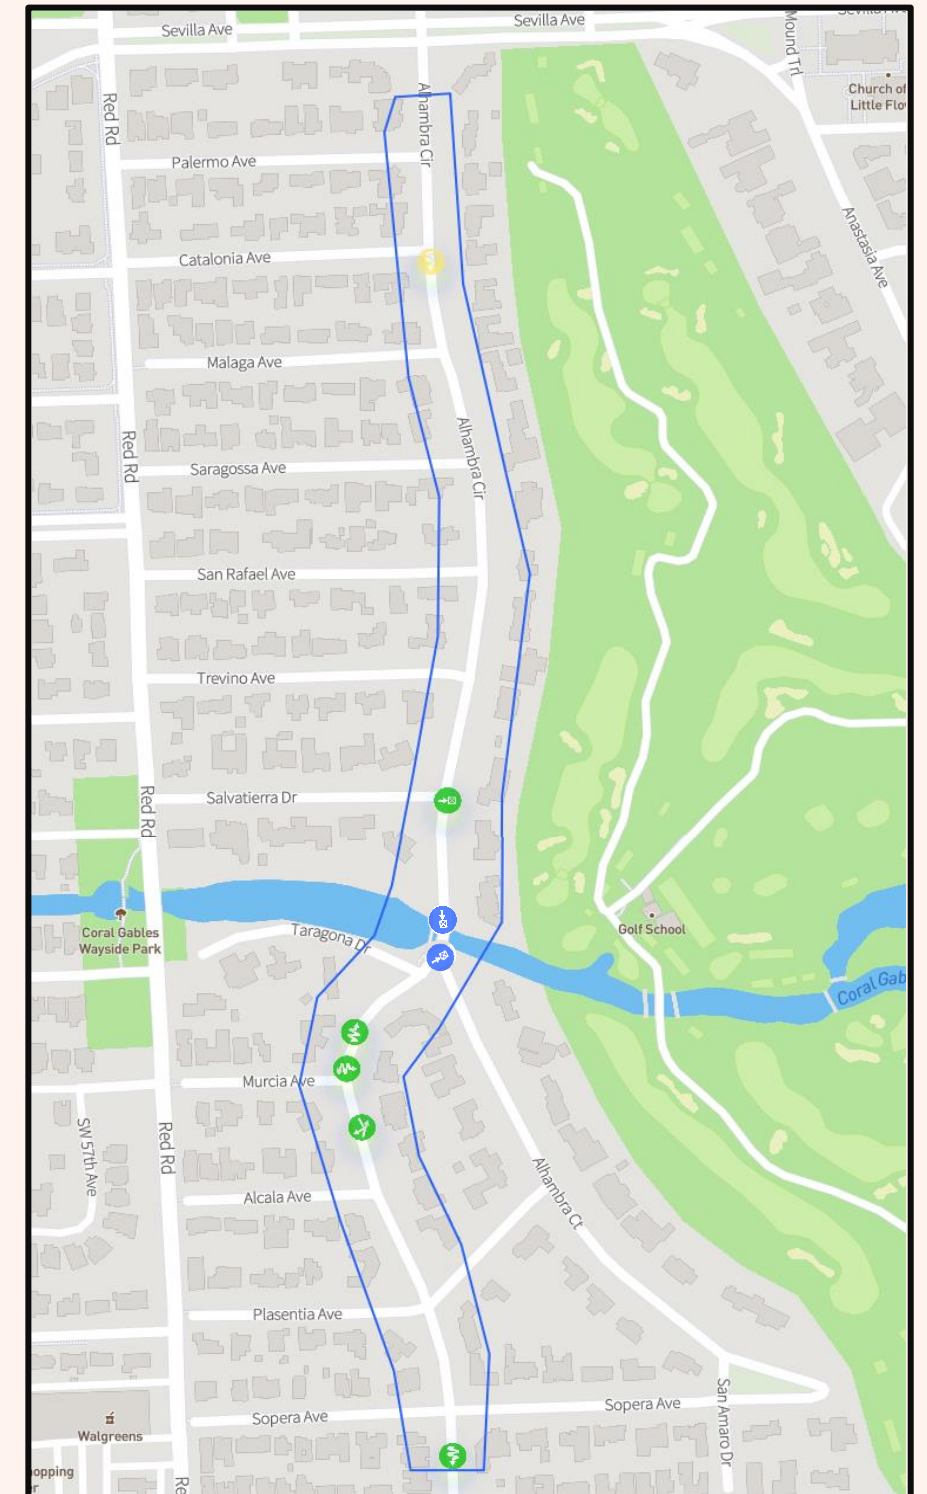 Sevilla Ave
Sevilla Ave
Mound Trl
Church of
Little Flo
Red Rd
Alhambra Cir
Palermo Ave
Anastasia Ave
Catalonia Ave
Malaga Ave
Red Rd
Alhambra Cir
Saragossa Ave
San Rafael Ave
Trevino Ave
Red Rd
Salvatierra Dr
Coral Gables
Wayside Park
Taragona Dr
Golf School
Coral Gab
Murcia Ave
SW 57th Ave
Red Rd
Alcala Ave
Alhambra Ct
Plasentia Ave
Sopera Ave
Sopera Ave
San Amaro Dr
Walgreens
opping
Re